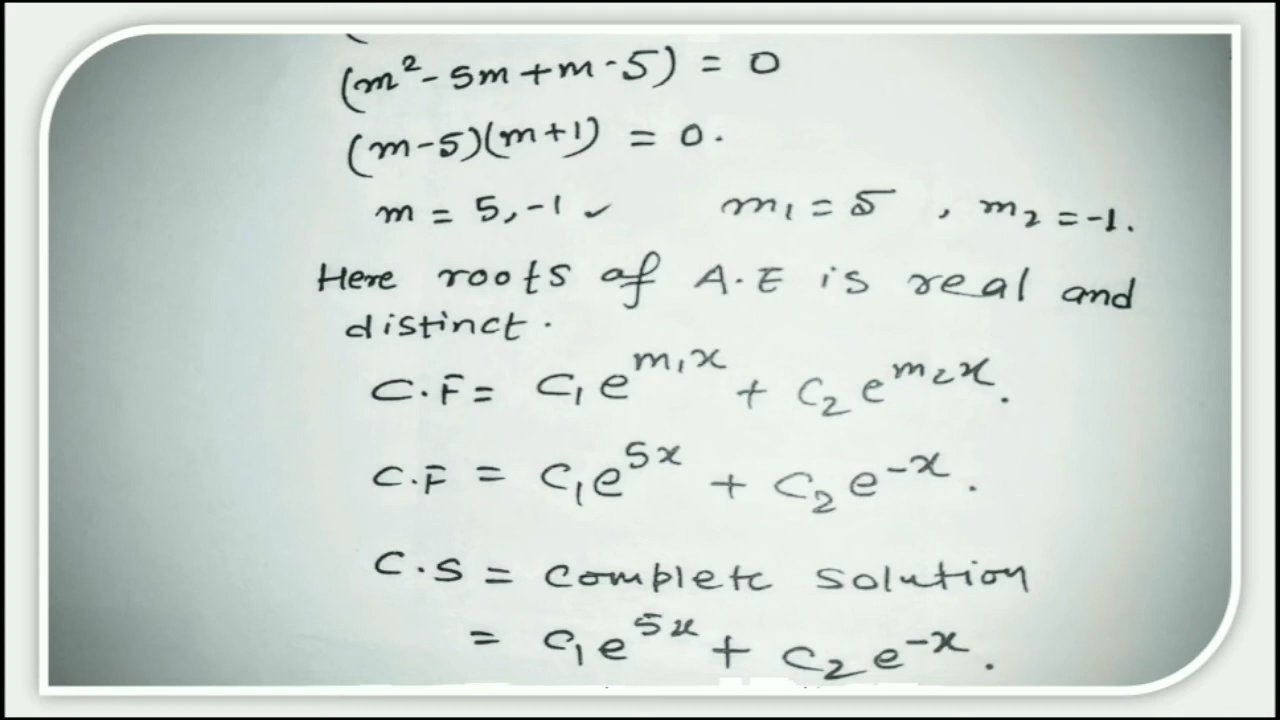 (m²-5m+m-5) = 0
(m-5)(m+1) = 0.
m = 5,-1 ✓ m₁ = 5 , m₂ = -1.
Here roots of A.E is real and
distinct.
C.F = C₁e^{m₁x} + C₂e^{m₂x}.
C.F = C₁e^{5x} + C₂e^{-x}.
C.S = Complete solution
= C₁e^{5x} + C₂e^{-x}.